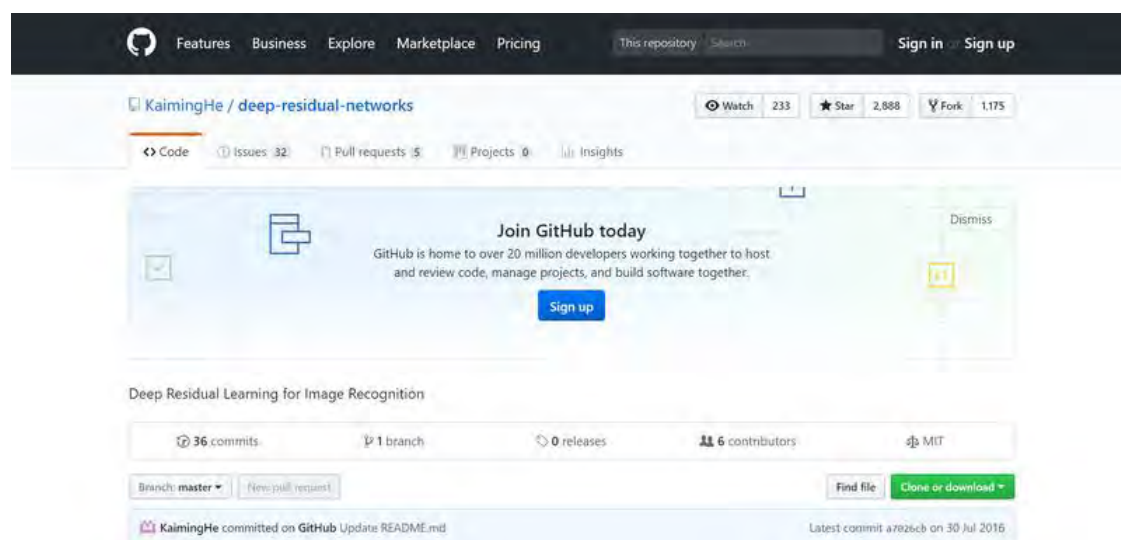 Features Business Explore Marketplace Pricing This repository Search Sign in or Sign up
KaimingHe / deep-residual-networks Watch 233 Star 2,888 Fork 1,175
<> Code Issues 32 Pull requests 5 Projects 0 Insights
Dismiss
Join GitHub today
GitHub is home to over 20 million developers working together to host
and review code, manage projects, and build software together.
Sign up
Deep Residual Learning for Image Recognition
36 commits 1 branch 0 releases 6 contributors MIT
Branch: master New pull request Find file Clone or download
KaimingHe committed on GitHub Update README.md Latest commit on 30 Jul 2016